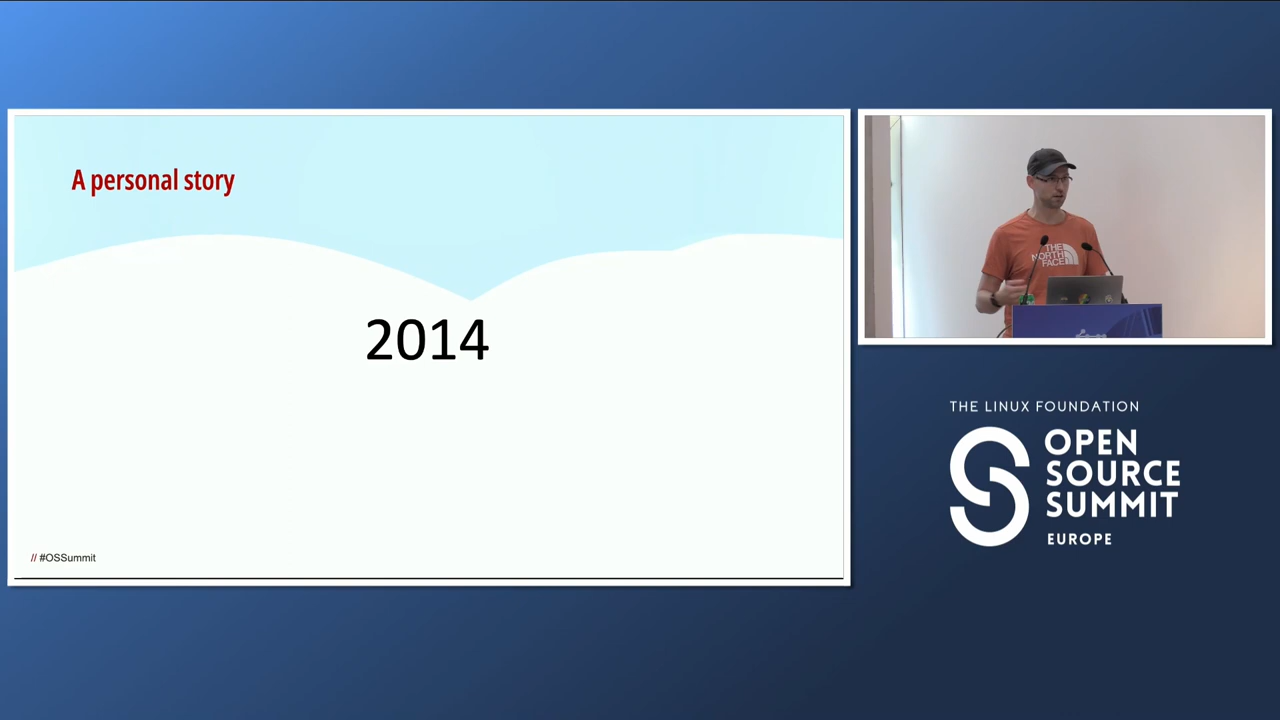 A personal story
2014
// #OSSummit
THE
NORTH
FACE
THE LINUX FOUNDATION
OPEN
SOURCE
SUMMIT
EUROPE